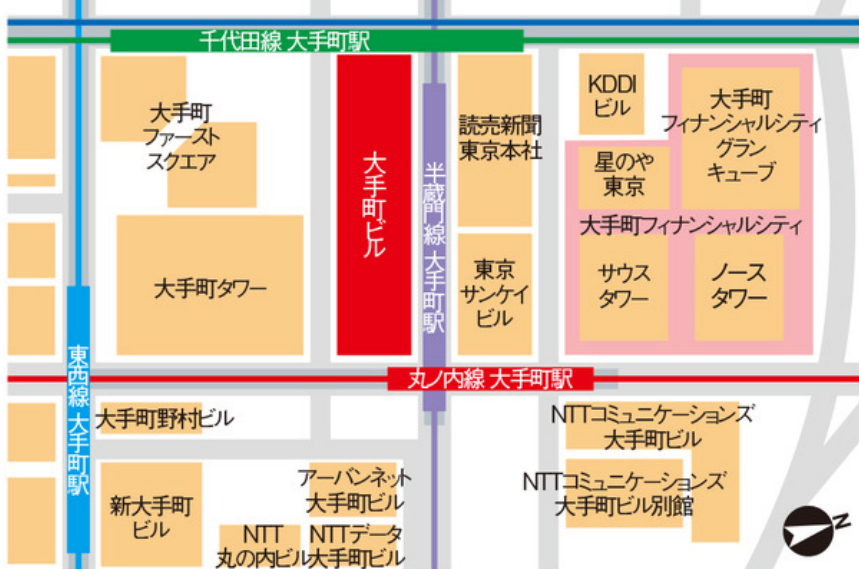 千代田線 大手町駅
大手町
ファースト
スクエア
大手町ビル
半蔵門線 大手町駅
読売新聞
東京本社
KDDI
ビル
大手町
フィナンシャルシティ
グラン
キューブ
星のや
東京
大手町フィナンシャルシティ
大手町タワー
東京
サンケイ
ビル
サウス
タワー
ノース
タワー
東西線 大手町駅
丸ノ内線 大手町駅
大手町野村ビル
NTTコミュニケーションズ
大手町ビル
新大手町
ビル
アーバンネット
大手町ビル
NTTコミュニケーションズ
大手町ビル別館
NTT
丸の内ビル
NTTデータ
大手町ビル
N